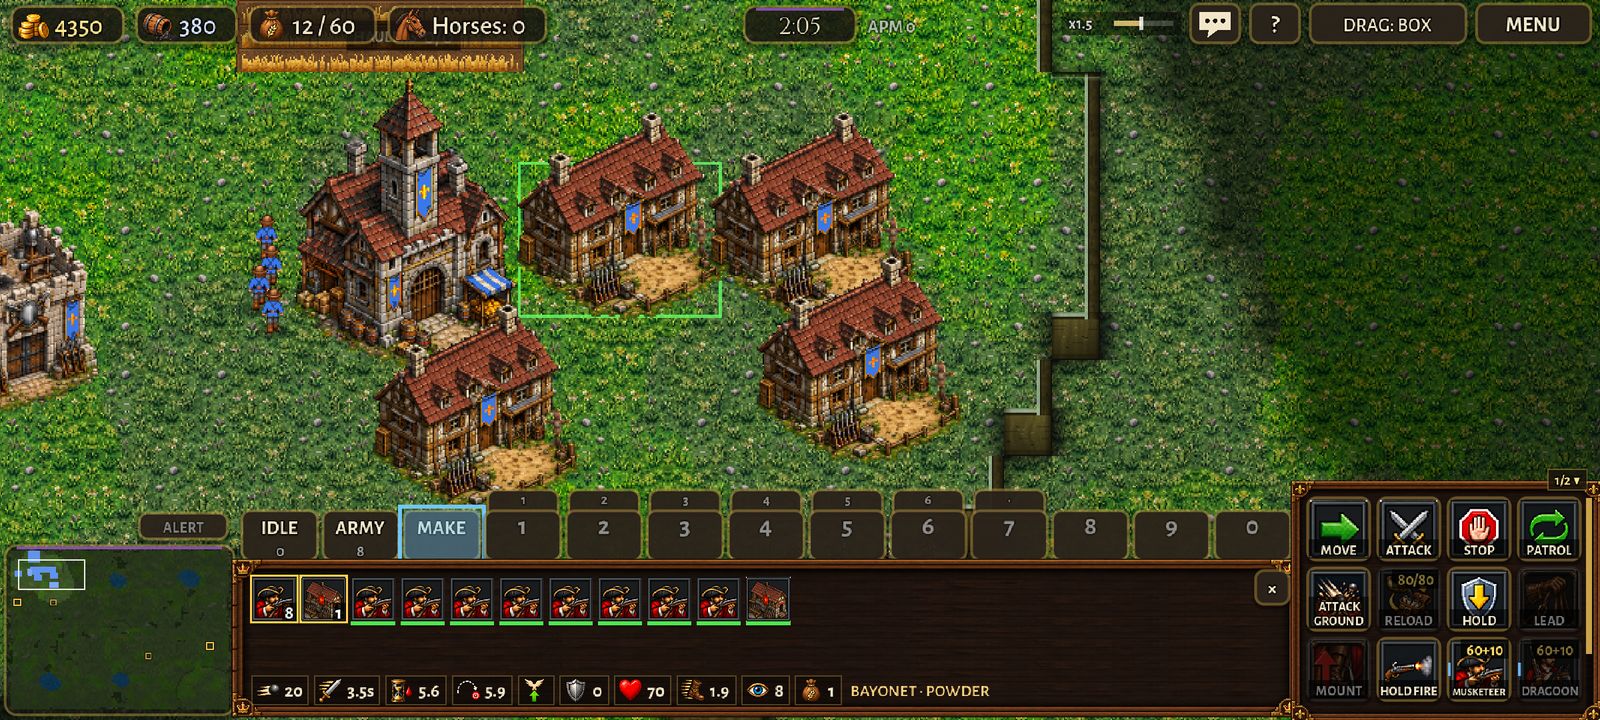 4350
380
12 / 60
Horses: 0
2:05
APM 0
x1.5
?
DRAG: BOX
MENU
ALERT
IDLE
0
ARMY
8
MAKE
1
1
2
2
3
3
4
4
5
5
6
6
7
8
9
0
8
1
×
20
3.5s
5.6
5.9
0
70
1.9
8
1
BAYONET · POWDER
1/2 ▼
MOVE
ATTACK
STOP
PATROL
ATTACK GROUND
80/80
RELOAD
HOLD
LEAD
MOUNT
HOLD FIRE
60+10
MUSKETEER
60+10
DRAGOON